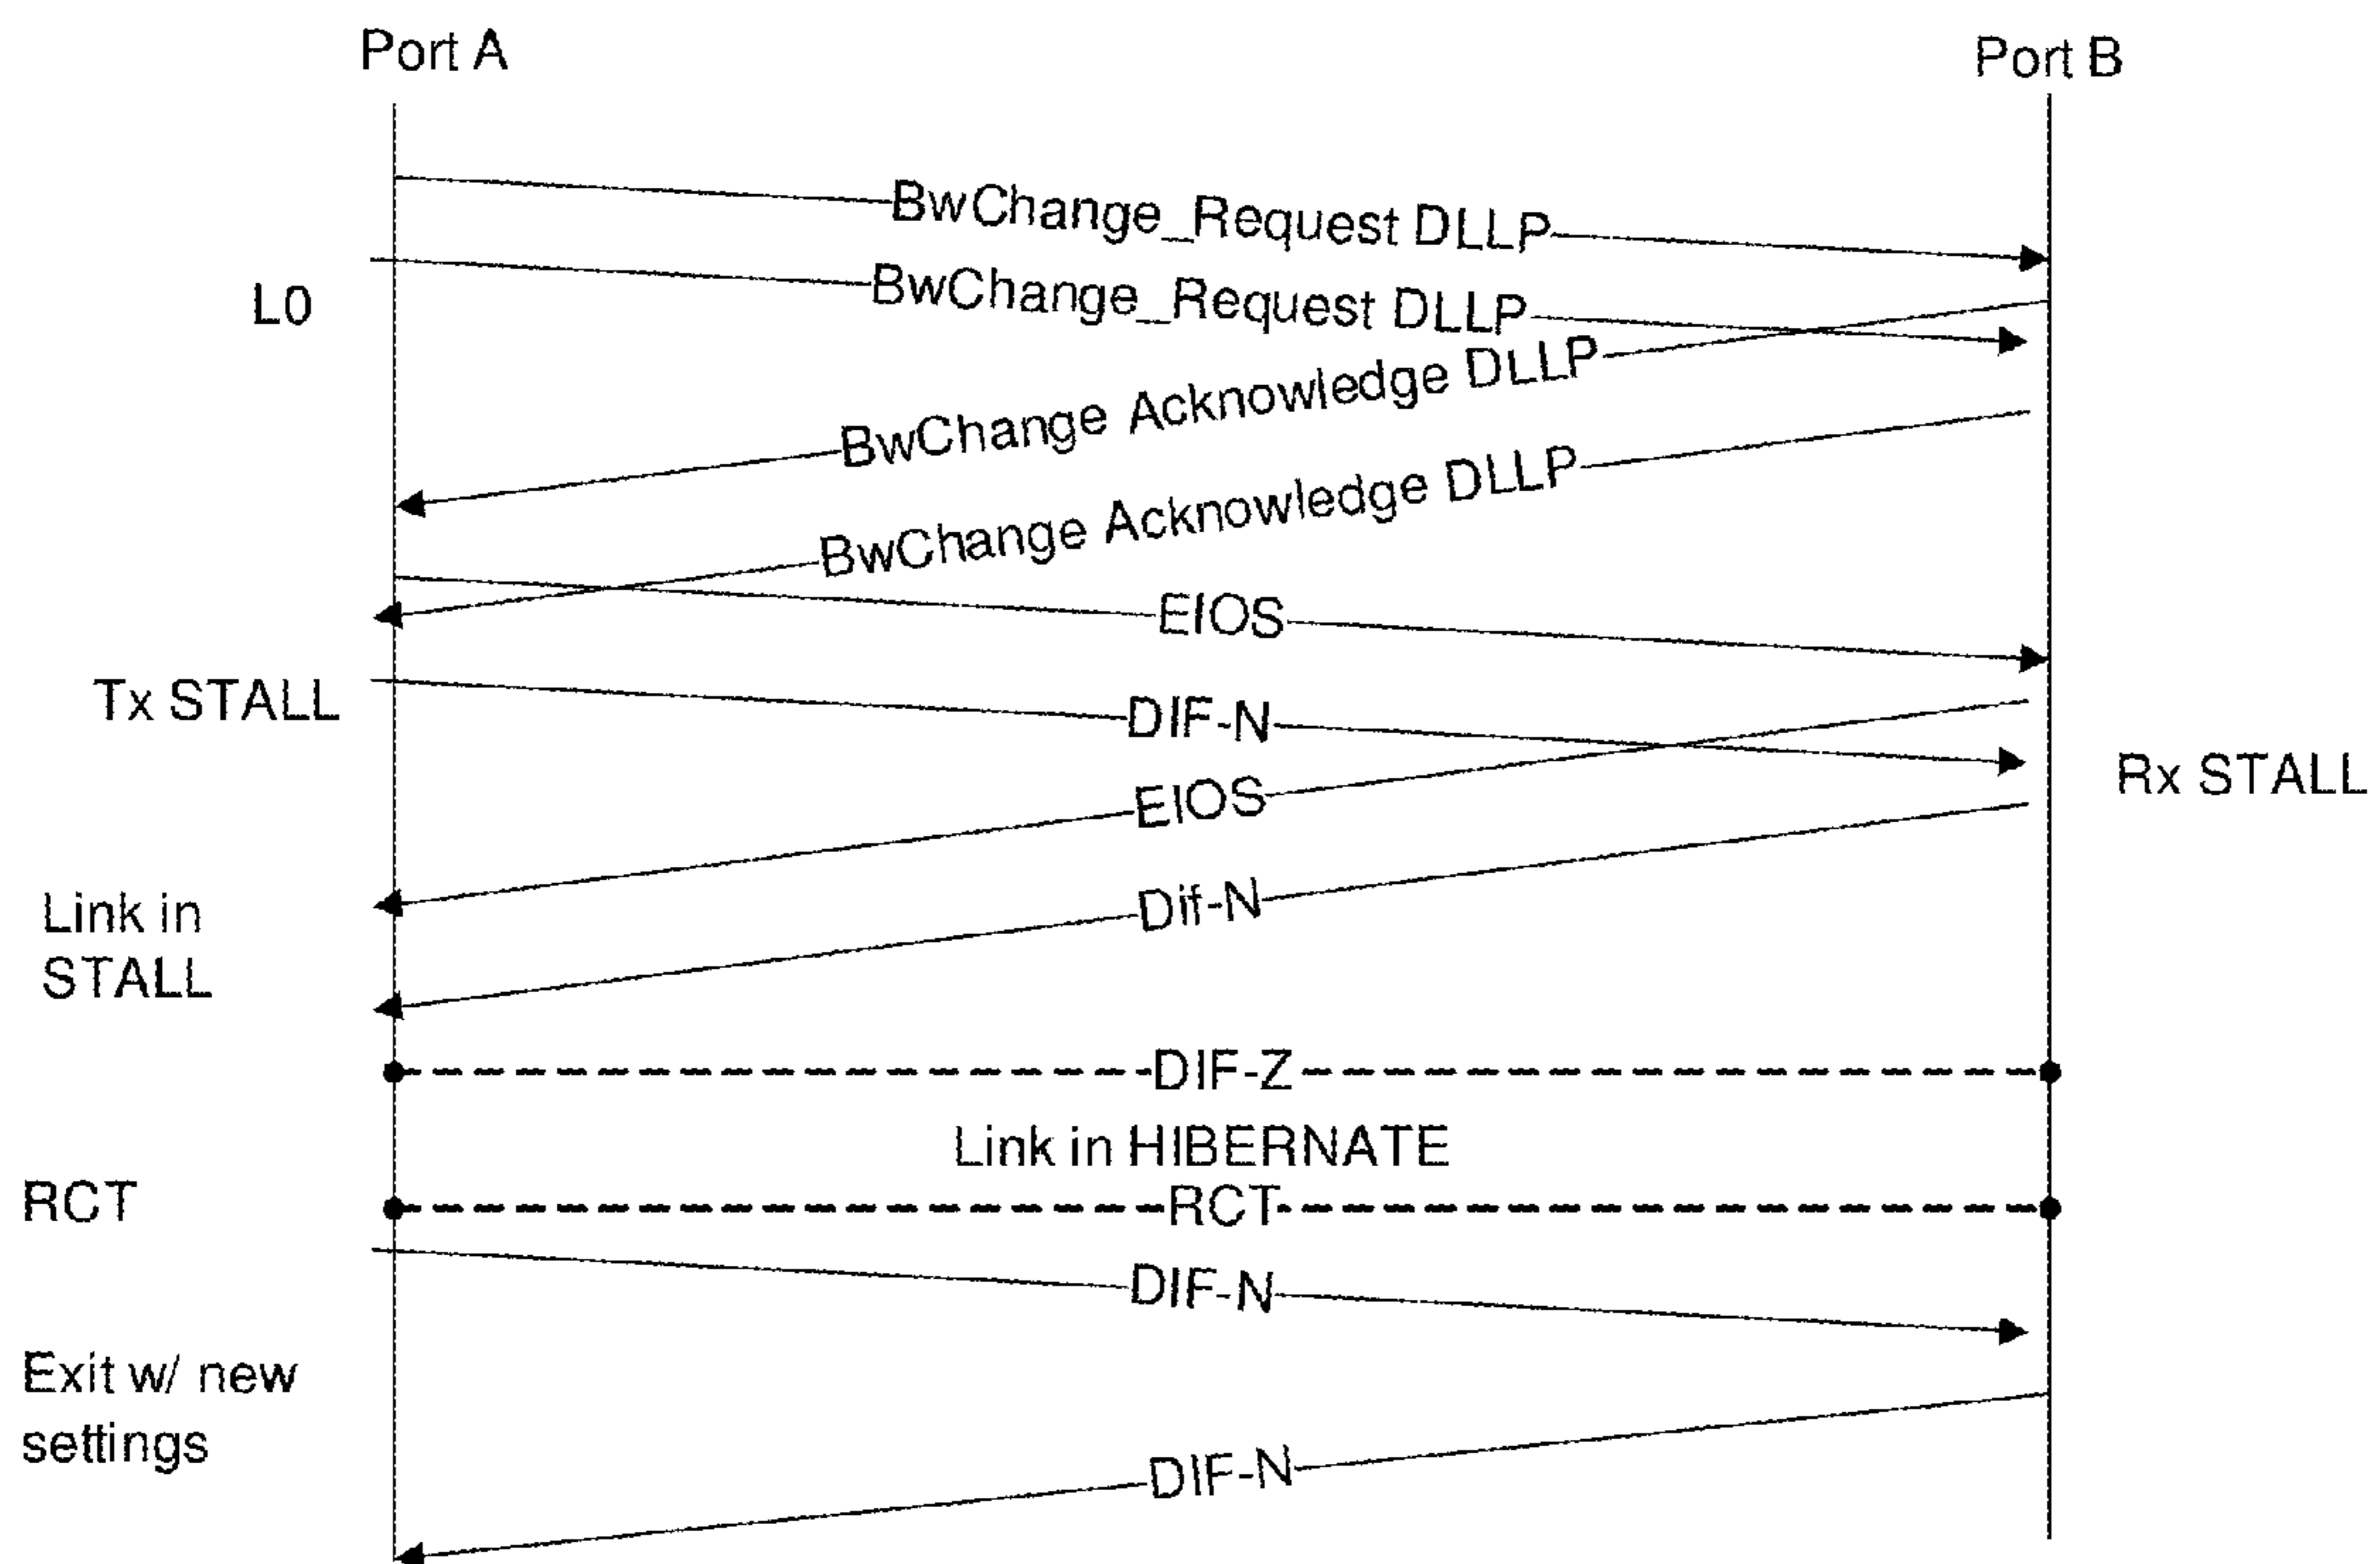 Port A
Port B
BwChange_Request DLLP
BwChange_Request DLLP
L0
BwChange Acknowledge DLLP
BwChange Acknowledge DLLP
EIOS
Tx STALL
DIF-N
Rx STALL
EIOS
Dif-N
Link in
STALL
DIF-Z
Link in HIBERNATE
RCT
RCT
DIF-N
Exit w/ new
settings
DIF-N